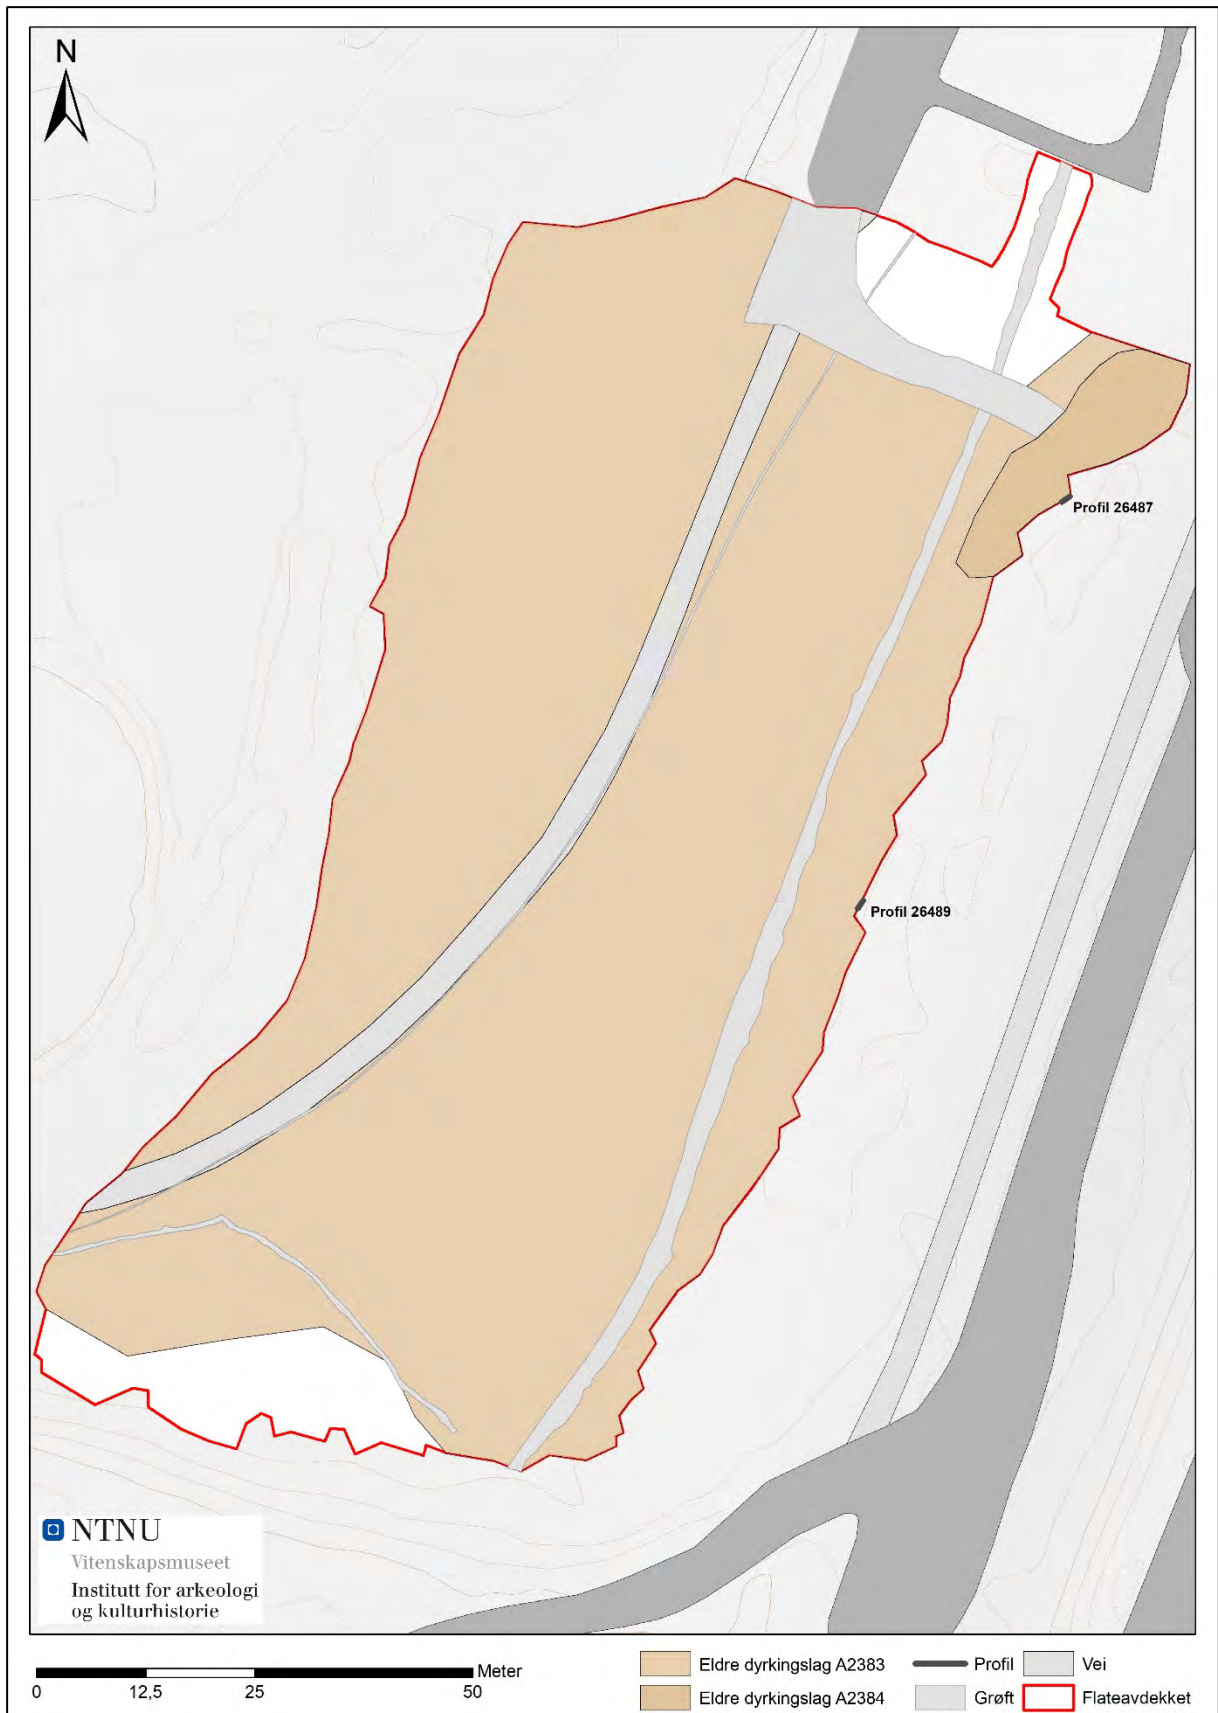 N
Profil 26487
Profil 26489
NTNU
Vitenskapsmuseet
Institutt for arkeologi
og kulturhistorie
Meter
0 12,5 25 50
Eldre dyrkingslag A2383
Eldre dyrkingslag A2384
Profil
Grøft
Vei
Flateavdekket